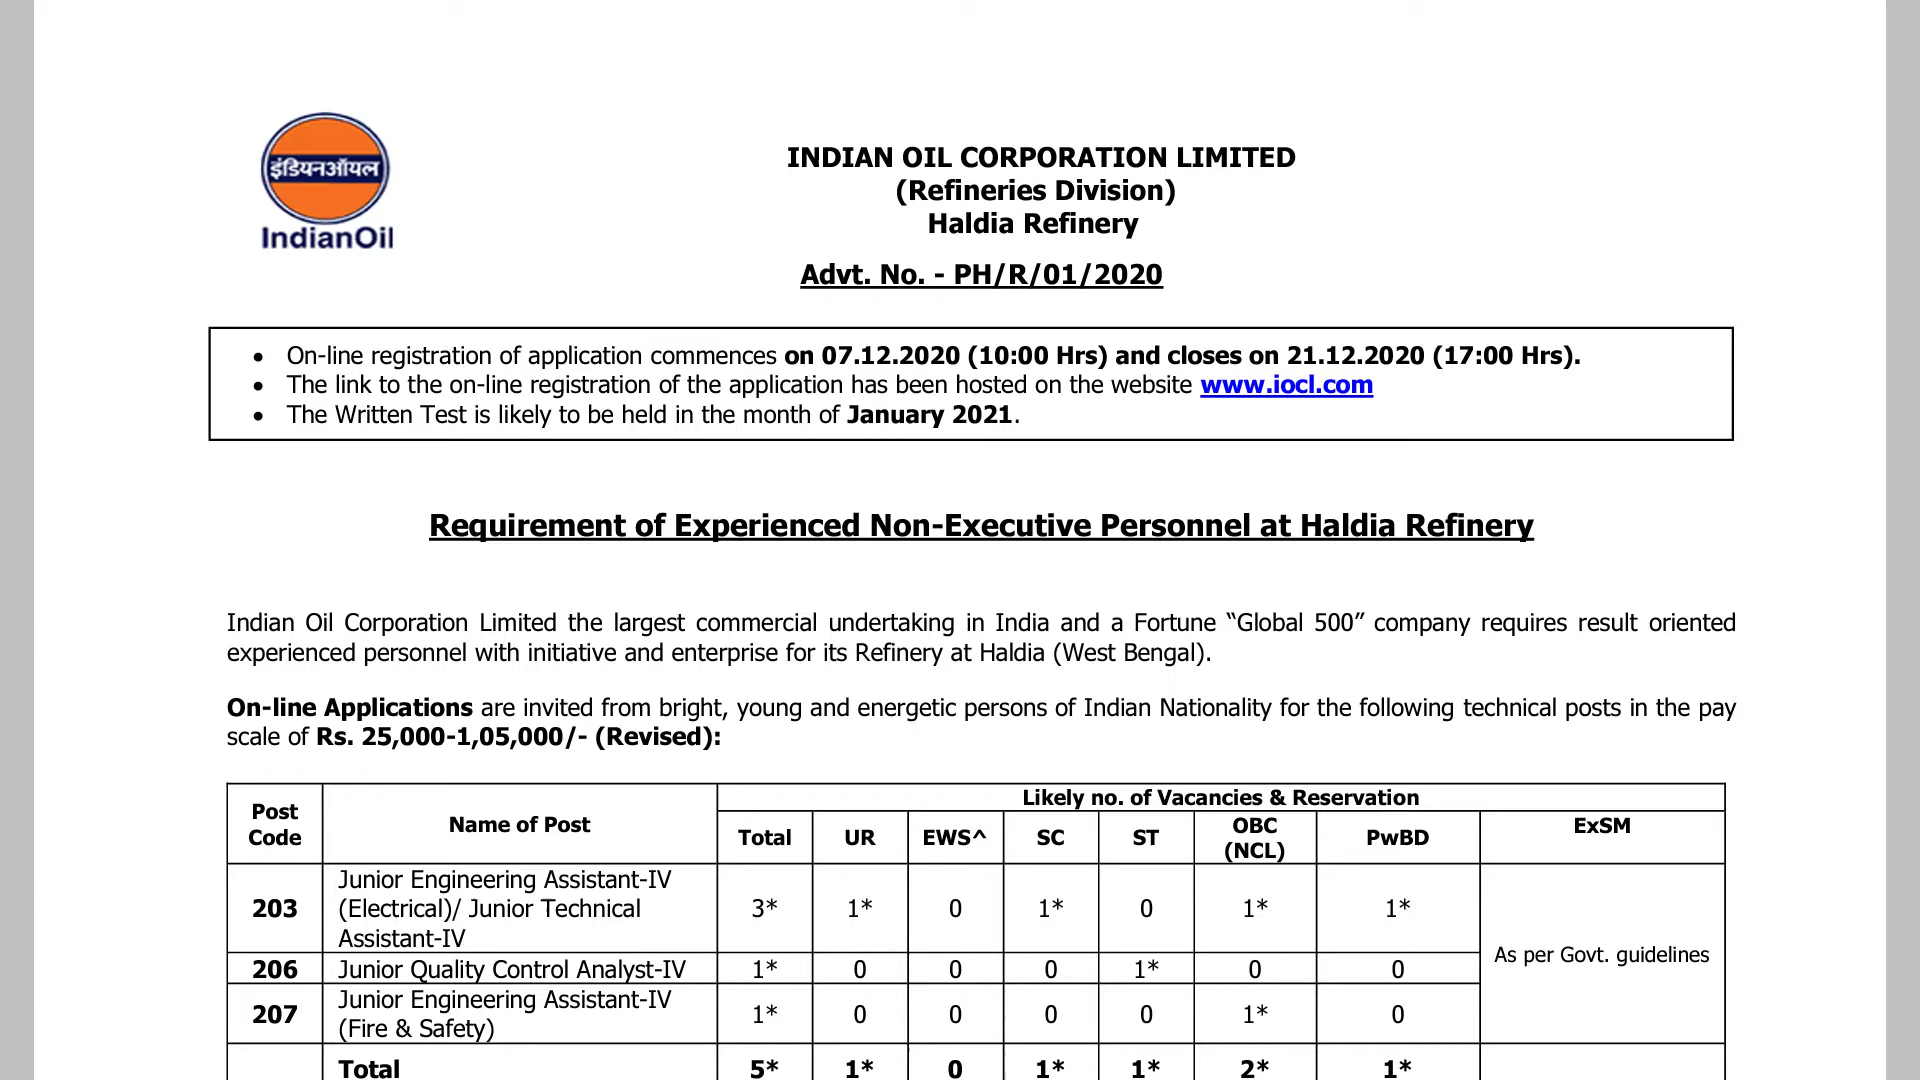 इंडियनऑयल
IndianOil
INDIAN OIL CORPORATION LIMITED
(Refineries Division)
Haldia Refinery
Advt. No. - PH/R/01/2020
• On-line registration of application commences on 07.12.2020 (10:00 Hrs) and closes on 21.12.2020 (17:00 Hrs).
• The link to the on-line registration of the application has been hosted on the website www.iocl.com
• The Written Test is likely to be held in the month of January 2021.
Requirement of Experienced Non-Executive Personnel at Haldia Refinery
Indian Oil Corporation Limited the largest commercial undertaking in India and a Fortune “Global 500” company requires result oriented
experienced personnel with initiative and enterprise for its Refinery at Haldia (West Bengal).
On-line Applications are invited from bright, young and energetic persons of Indian Nationality for the following technical posts in the pay
scale of Rs. 25,000-1,05,000/- (Revised):
Post Code Name of Post Likely no. of Vacancies & Reservation
Total UR EWS^ SC ST OBC (NCL) PwBD ExSM
Junior Engineering Assistant-IV
203 (Electrical)/ Junior Technical 3* 1* 0 1* 0 1* 1*
Assistant-IV
As per Govt. guidelines
206 Junior Quality Control Analyst-IV 1* 0 0 0 1* 0 0
Junior Engineering Assistant-IV
207 (Fire & Safety) 1* 0 0 0 0 1* 0
Total 5* 1* 0 1* 1* 2* 1*